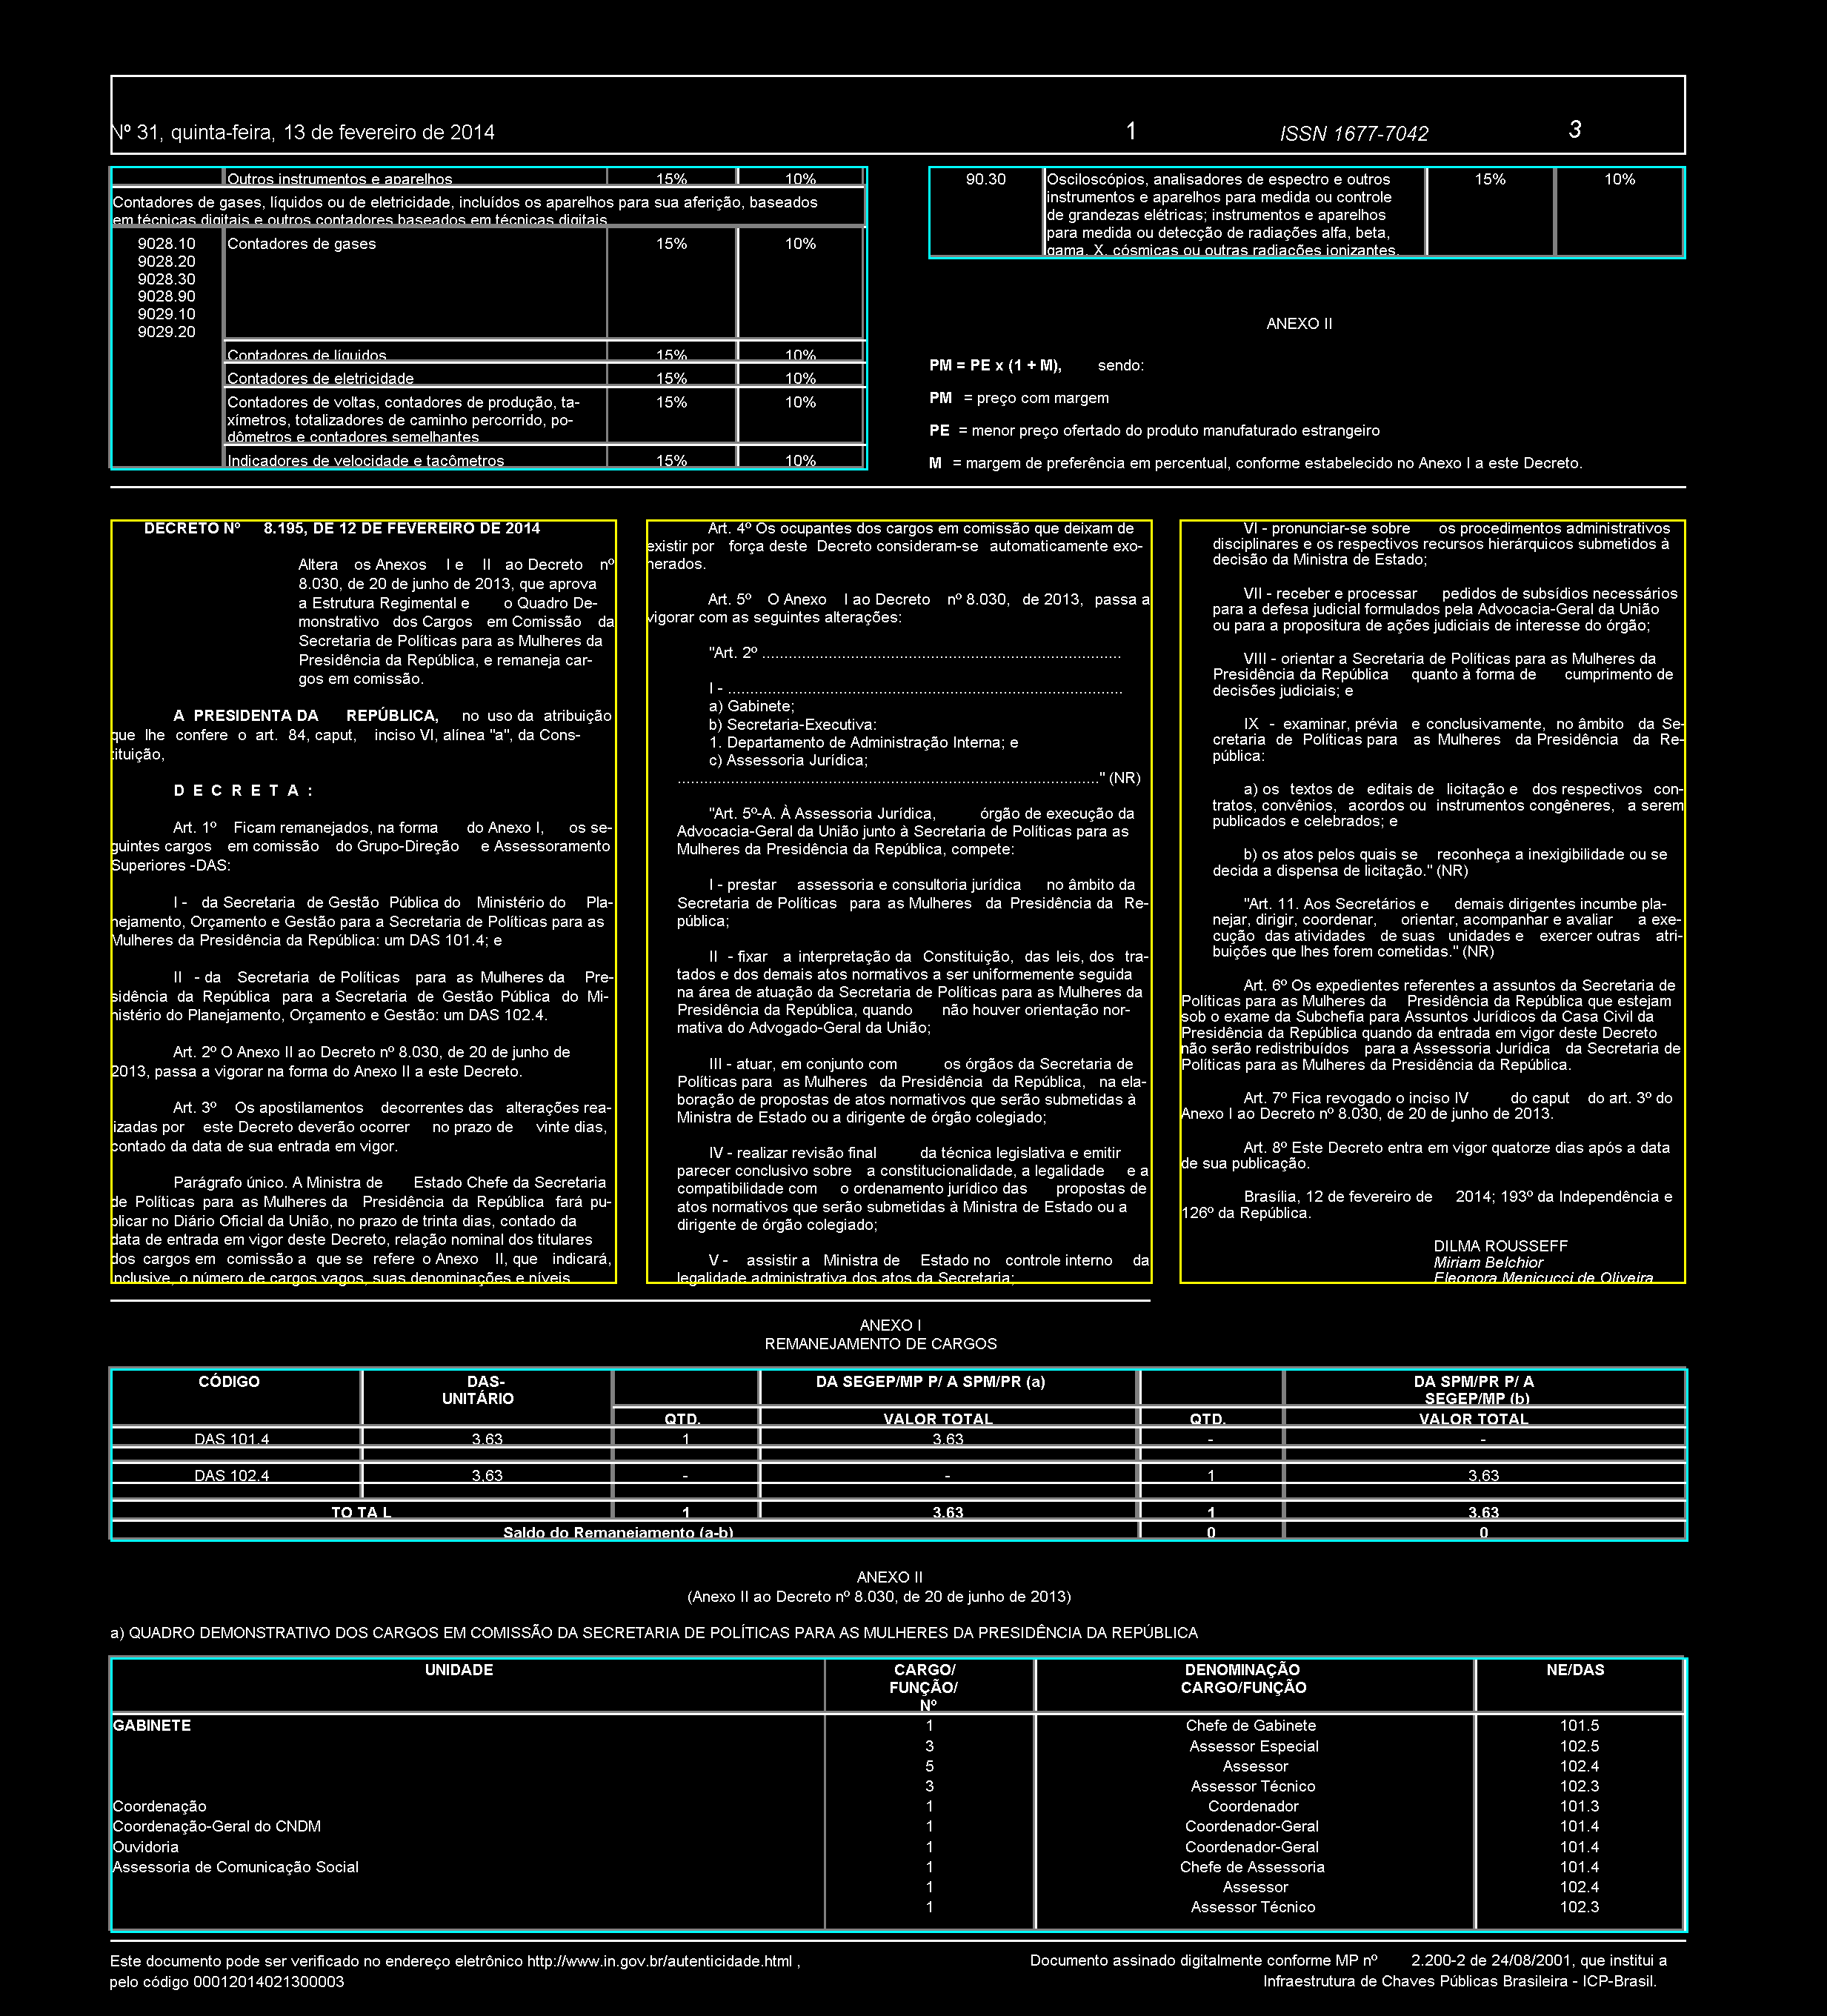 Nº 31, quinta-feira, 13 de fevereiro de 2014 1 ISSN 1677-7042 3
Outros instrumentos e aparelhos 15% 10%
Contadores de gases, líquidos ou de eletricidade, incluídos os aparelhos para sua aferição, baseados
em técnicas digitais e outros contadores baseados em técnicas digitais
9028.10 Contadores de gases 15% 10%
9028.20
9028.30
9028.90
9029.10
9029.20
Contadores de líquidos 15% 10%
Contadores de eletricidade 15% 10%
Contadores de voltas, contadores de produção, ta- 15% 10%
xímetros, totalizadores de caminho percorrido, po-
dômetros e contadores semelhantes
Indicadores de velocidade e tacômetros 15% 10%
90.30 Osciloscópios, analisadores de espectro e outros 15% 10%
instrumentos e aparelhos para medida ou controle
de grandezas elétricas; instrumentos e aparelhos
para medida ou detecção de radiações alfa, beta,
gama, X, cósmicas ou outras radiações ionizantes.
ANEXO II
PM = PE x (1 + M), sendo:
PM = preço com margem
PE = menor preço ofertado do produto manufaturado estrangeiro
M = margem de preferência em percentual, conforme estabelecido no Anexo I a este Decreto.
DECRETO Nº 8.195, DE 12 DE FEVEREIRO DE 2014
Altera os Anexos I e II ao Decreto nº
8.030, de 20 de junho de 2013, que aprova
a Estrutura Regimental e o Quadro De-
monstrativo dos Cargos em Comissão da
Secretaria de Políticas para as Mulheres da
Presidência da República, e remaneja car-
gos em comissão.
A PRESIDENTA DA REPÚBLICA, no uso da atribuição
que lhe confere o art. 84, caput, inciso VI, alínea "a", da Cons-
tituição,
D E C R E T A :
Art. 1º Ficam remanejados, na forma do Anexo I, os se-
guintes cargos em comissão do Grupo-Direção e Assessoramento
Superiores -DAS:
I - da Secretaria de Gestão Pública do Ministério do Pla-
nejamento, Orçamento e Gestão para a Secretaria de Políticas para as
Mulheres da Presidência da República: um DAS 101.4; e
II - da Secretaria de Políticas para as Mulheres da Pre-
sidência da República para a Secretaria de Gestão Pública do Mi-
nistério do Planejamento, Orçamento e Gestão: um DAS 102.4.
Art. 2º O Anexo II ao Decreto nº 8.030, de 20 de junho de
2013, passa a vigorar na forma do Anexo II a este Decreto.
Art. 3º Os apostilamentos decorrentes das alterações rea-
lizadas por este Decreto deverão ocorrer no prazo de vinte dias,
contado da data de sua entrada em vigor.
Parágrafo único. A Ministra de Estado Chefe da Secretaria
de Políticas para as Mulheres da Presidência da República fará pu-
blicar no Diário Oficial da União, no prazo de trinta dias, contado da
data de entrada em vigor deste Decreto, relação nominal dos titulares
dos cargos em comissão a que se refere o Anexo II, que indicará,
inclusive, o número de cargos vagos, suas denominações e níveis.
Art. 4º Os ocupantes dos cargos em comissão que deixam de
existir por força deste Decreto consideram-se automaticamente exo-
nerados.
Art. 5º O Anexo I ao Decreto nº 8.030, de 2013, passa a
vigorar com as seguintes alterações:
"Art. 2º .................................................................................
I - .........................................................................................
a) Gabinete;
b) Secretaria-Executiva:
1. Departamento de Administração Interna; e
c) Assessoria Jurídica;
..............................................................................................." (NR)
"Art. 5º-A. À Assessoria Jurídica, órgão de execução da
Advocacia-Geral da União junto à Secretaria de Políticas para as
Mulheres da Presidência da República, compete:
I - prestar assessoria e consultoria jurídica no âmbito da
Secretaria de Políticas para as Mulheres da Presidência da Re-
pública;
II - fixar a interpretação da Constituição, das leis, dos tra-
tados e dos demais atos normativos a ser uniformemente seguida
na área de atuação da Secretaria de Políticas para as Mulheres da
Presidência da República, quando não houver orientação nor-
mativa do Advogado-Geral da União;
III - atuar, em conjunto com os órgãos da Secretaria de
Políticas para as Mulheres da Presidência da República, na ela-
boração de propostas de atos normativos que serão submetidas à
Ministra de Estado ou a dirigente de órgão colegiado;
IV - realizar revisão final da técnica legislativa e emitir
parecer conclusivo sobre a constitucionalidade, a legalidade e a
compatibilidade com o ordenamento jurídico das propostas de
atos normativos que serão submetidas à Ministra de Estado ou a
dirigente de órgão colegiado;
V - assistir a Ministra de Estado no controle interno da
legalidade administrativa dos atos da Secretaria;
VI - pronunciar-se sobre os procedimentos administrativos
disciplinares e os respectivos recursos hierárquicos submetidos à
decisão da Ministra de Estado;
VII - receber e processar pedidos de subsídios necessários
para a defesa judicial formulados pela Advocacia-Geral da União
ou para a propositura de ações judiciais de interesse do órgão;
VIII - orientar a Secretaria de Políticas para as Mulheres da
Presidência da República quanto à forma de cumprimento de
decisões judiciais; e
IX - examinar, prévia e conclusivamente, no âmbito da Se-
cretaria de Políticas para as Mulheres da Presidência da Re-
pública:
a) os textos de editais de licitação e dos respectivos con-
tratos, convênios, acordos ou instrumentos congêneres, a serem
publicados e celebrados; e
b) os atos pelos quais se reconheça a inexigibilidade ou se
decida a dispensa de licitação." (NR)
"Art. 11. Aos Secretários e demais dirigentes incumbe pla-
nejar, dirigir, coordenar, orientar, acompanhar e avaliar a exe-
cução das atividades de suas unidades e exercer outras atri-
buições que lhes forem cometidas." (NR)
Art. 6º Os expedientes referentes a assuntos da Secretaria de
Políticas para as Mulheres da Presidência da República que estejam
sob o exame da Subchefia para Assuntos Jurídicos da Casa Civil da
Presidência da República quando da entrada em vigor deste Decreto
não serão redistribuídos para a Assessoria Jurídica da Secretaria de
Políticas para as Mulheres da Presidência da República.
Art. 7º Fica revogado o inciso IV do caput do art. 3º do
Anexo I ao Decreto nº 8.030, de 20 de junho de 2013.
Art. 8º Este Decreto entra em vigor quatorze dias após a data
de sua publicação.
Brasília, 12 de fevereiro de 2014; 193º da Independência e
126º da República.
DILMA ROUSSEFF
Miriam Belchior
Eleonora Menicucci de Oliveira
ANEXO I
REMANEJAMENTO DE CARGOS
CÓDIGO DAS- DA SEGEP/MP P/ A SPM/PR (a) DA SPM/PR P/ A
UNITÁRIO SEGEP/MP (b)
QTD. VALOR TOTAL QTD. VALOR TOTAL
DAS 101.4 3,63 1 3,63 - -
DAS 102.4 3,63 - - 1 3,63
TO TA L 1 3,63 1 3,63
Saldo do Remanejamento (a-b) 0 0
ANEXO II
(Anexo II ao Decreto nº 8.030, de 20 de junho de 2013)
a) QUADRO DEMONSTRATIVO DOS CARGOS EM COMISSÃO DA SECRETARIA DE POLÍTICAS PARA AS MULHERES DA PRESIDÊNCIA DA REPÚBLICA
UNIDADE CARGO/ DENOMINAÇÃO NE/DAS
FUNÇÃO/ CARGO/FUNÇÃO
Nº
GABINETE 1 Chefe de Gabinete 101.5
3 Assessor Especial 102.5
5 Assessor 102.4
3 Assessor Técnico 102.3
Coordenação 1 Coordenador 101.3
Coordenação-Geral do CNDM 1 Coordenador-Geral 101.4
Ouvidoria 1 Coordenador-Geral 101.4
Assessoria de Comunicação Social 1 Chefe de Assessoria 101.4
1 Assessor 102.4
1 Assessor Técnico 102.3
Este documento pode ser verificado no endereço eletrônico http://www.in.gov.br/autenticidade.html ,
pelo código 00012014021300003
Documento assinado digitalmente conforme MP nº 2.200-2 de 24/08/2001, que institui a
Infraestrutura de Chaves Públicas Brasileira - ICP-Brasil.